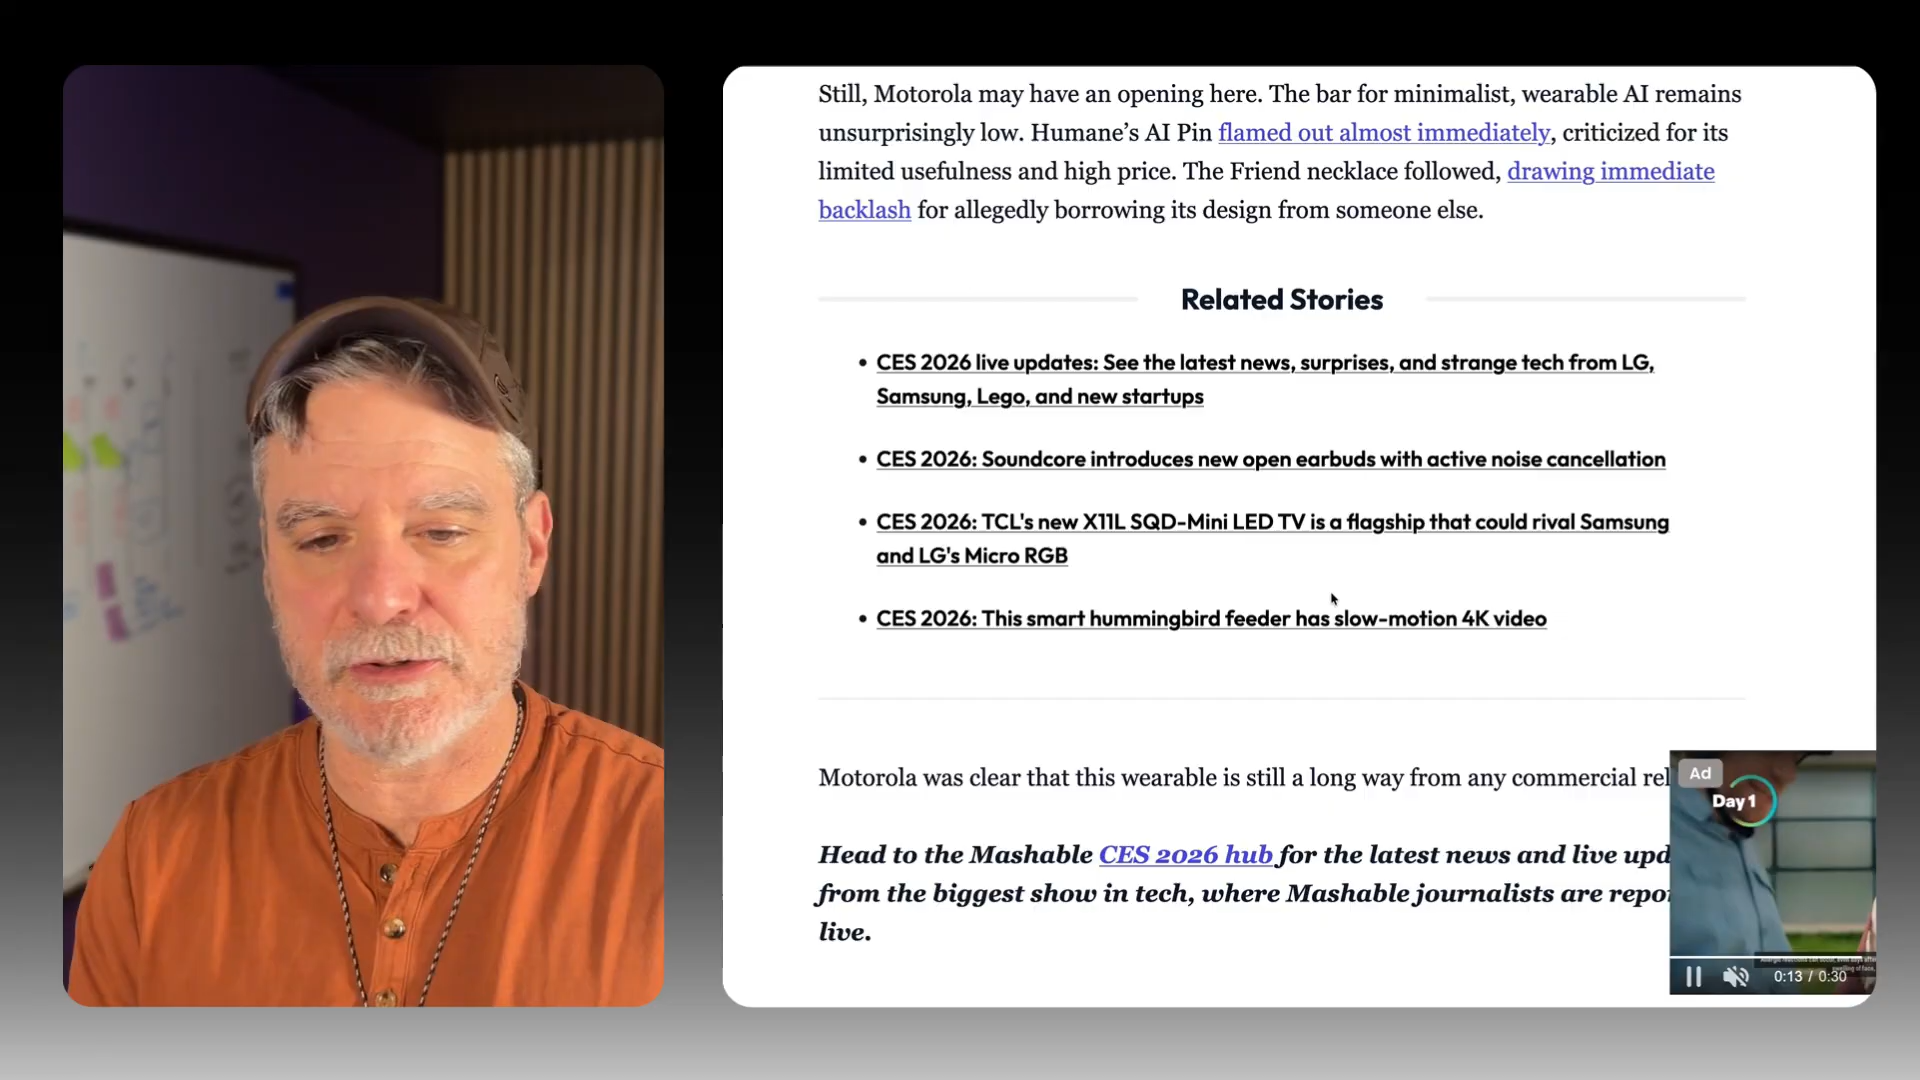 Still, Motorola may have an opening here. The bar for minimalist, wearable AI remains
unsurprisingly low. Humane’s AI Pin flamed out almost immediately, criticized for its
limited usefulness and high price. The Friend necklace followed, drawing immediate
backlash for allegedly borrowing its design from someone else.
Related Stories
• CES 2026 live updates: See the latest news, surprises, and strange tech from LG,
Samsung, Lego, and new startups
• CES 2026: Soundcore introduces new open earbuds with active noise cancellation
• CES 2026: TCL's new X11L SQD-Mini LED TV is a flagship that could rival Samsung
and LG's Micro RGB
• CES 2026: This smart hummingbird feeder has slow-motion 4K video
Motorola was clear that this wearable is still a long way from any commercial rel
Head to the Mashable CES 2026 hub for the latest news and live upd
from the biggest show in tech, where Mashable journalists are repor
live.
Ad
Day 1
0:13 / 0:30